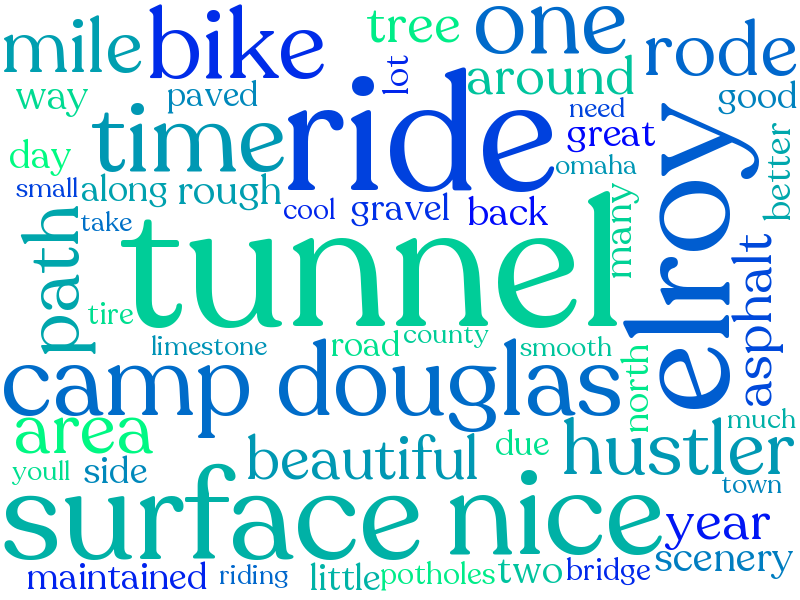 mile bike tree one rode
way paved lot around good
time ride need great
day omaha elroy better
small along rough
take cool gravel back many
path tunnel asphalt
tire limestone road county smooth north
camp douglas much
area beautiful due hustler
youll side town
surface nice year
scenery
maintained riding little potholes two bridge